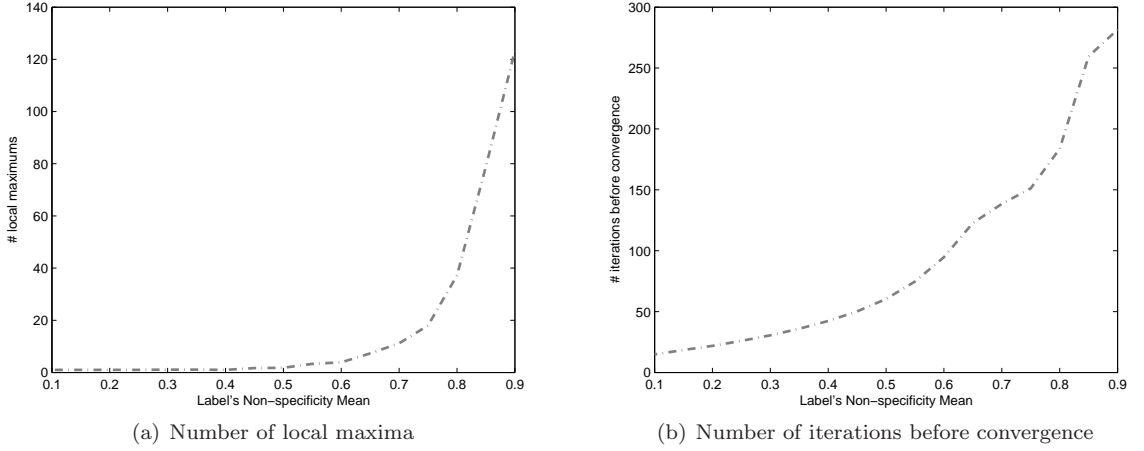 140
120
100
80
60
40
20
0
# local maximums
0.1 0.2 0.3 0.4 0.5 0.6 0.7 0.8 0.9
Label's Non−specificity Mean
(a) Number of local maxima
300
250
200
150
100
50
0
# iterations before convergence
0.1 0.2 0.3 0.4 0.5 0.6 0.7 0.8 0.9
Label's Non−specificity Mean
(b) Number of iterations before convergence